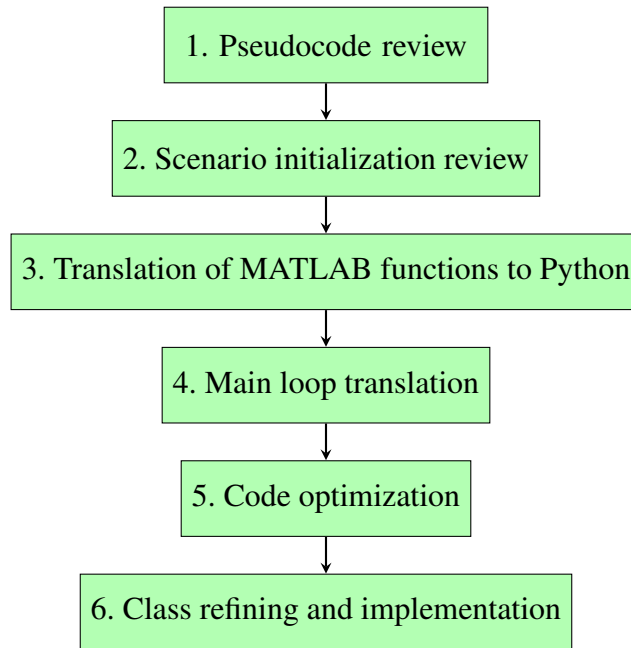 1. Pseudocode review
2. Scenario initialization review
3. Translation of MATLAB functions to Python
4. Main loop translation
5. Code optimization
6. Class refining and implementation